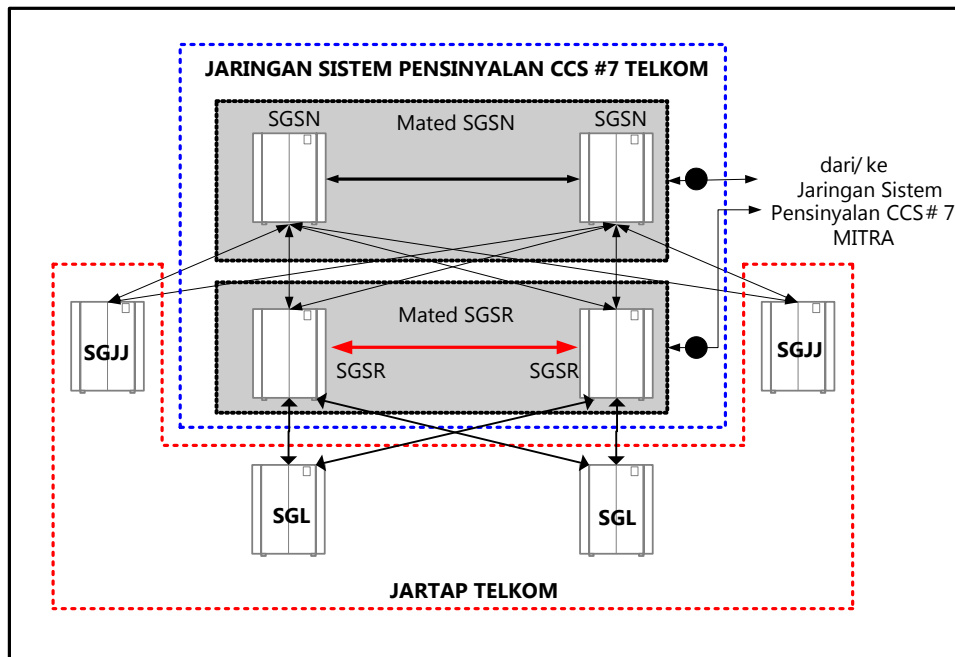 JARINGAN SISTEM PENSINYALAN CCS #7 TELKOM
SGSN
Mated SGSN
SGSN
dari/ ke
Jaringan Sistem
Pensinyalan CCS# 7
MITRA
Mated SGSR
SGJJ
SGSR
SGSR
SGJJ
SGL
SGL
JARTAP TELKOM